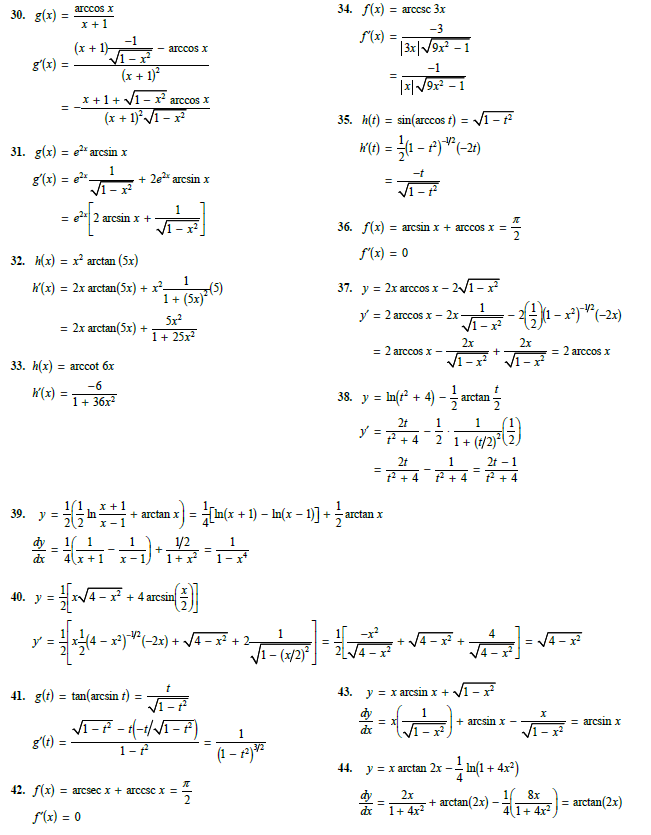 30. g(x) = arccos x / (x + 1)
g′(x) = ((x + 1) (−1/√(1 − x²)) − arccos x) / (x + 1)²
= − (x + 1 + √(1 − x²) arccos x) / ((x + 1)²√(1 − x²))
31. g(x) = e²ˣ arcsin x
g′(x) = e²ˣ 1/√(1 − x²) + 2e²ˣ arcsin x
= e²ˣ[2 arcsin x + 1/√(1 − x²)]
32. h(x) = x² arctan (5x)
h′(x) = 2x arctan(5x) + x² 1/(1 + (5x)²) (5)
= 2x arctan(5x) + 5x²/(1 + 25x²)
33. h(x) = arccot 6x
h′(x) = −6/(1 + 36x²)
34. f(x) = arccsc 3x
f′(x) = −3/(|3x|√(9x² − 1))
= −1/(|x|√(9x² − 1))
35. h(t) = sin(arccos t) = √(1 − t²)
h′(t) = 1/2(1 − t²)^(−1/2)(−2t)
= −t/√(1 − t²)
36. f(x) = arcsin x + arccos x = π/2
f′(x) = 0
37. y = 2x arccos x − 2√(1 − x²)
y′ = 2 arccos x − 2x 1/√(1 − x²) − 2(1/2)(1 − x²)^(−1/2)(−2x)
= 2 arccos x − 2x/√(1 − x²) + 2x/√(1 − x²) = 2 arccos x
38. y = ln(t² + 4) − 1/2 arctan t/2
y′ = 2t/(t² + 4) − 1/2 · 1/(1 + (t/2)²) (1/2)
= 2t/(t² + 4) − 1/(t² + 4) = (2t − 1)/(t² + 4)
39. y = 1/2(1/2 ln (x + 1)/(x − 1) + arctan x) = 1/4[ln(x + 1) − ln(x − 1)] + 1/2 arctan x
dy/dx = 1/4(1/(x + 1) − 1/(x − 1)) + (1/2)/(1 + x²) = 1/(1 − x⁴)
40. y = 1/2[x√(4 − x²) + 4 arcsin(x/2)]
y′ = 1/2[x 1/2(4 − x²)^(−1/2)(−2x) + √(4 − x²) + 2 1/√(1 − (x/2)²)] = 1/2[−x²/√(4 − x²) + √(4 − x²) + 4/√(4 − x²)] = √(4 − x²)
41. g(t) = tan(arcsin t) = t/√(1 − t²)
g′(t) = (√(1 − t²) − t(−t/√(1 − t²)))/(1 − t²) = 1/(1 − t²)^(3/2)
42. f(x) = arcsec x + arccsc x = π/2
f′(x) = 0
43. y = x arcsin x + √(1 − x²)
dy/dx = x(1/√(1 − x²)) + arcsin x − x/√(1 − x²) = arcsin x
44. y = x arctan 2x − 1/4 ln(1 + 4x²)
dy/dx = 2x/(1 + 4x²) + arctan(2x) − 1/4(8x/(1 + 4x²)) = arctan(2x)